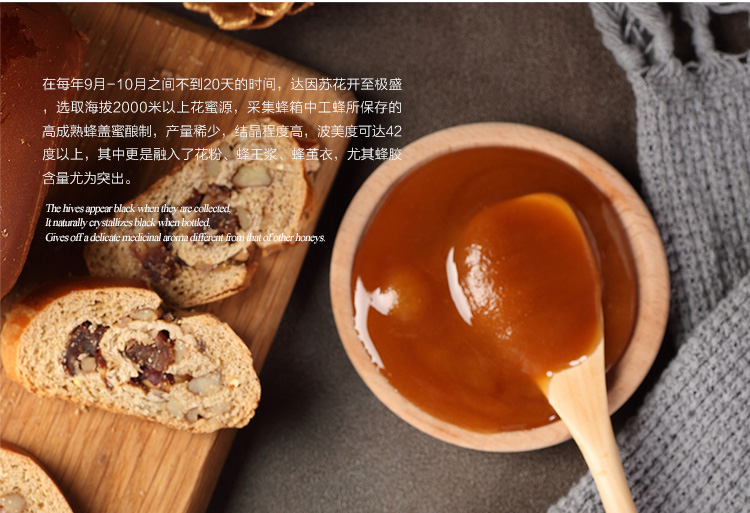 在每年9月-10月之间不到20天的时间，达因苏花开至极盛
，选取海拔2000米以上花蜜源，采集蜂箱中工蜂所保存的
高成熟蜂盖蜜酿制，产量稀少，结晶程度高，波美度可达42
度以上，其中更是融入了花粉、蜂王浆、蜂茧衣，尤其蜂胶
含量尤为突出。
The hives appear black when they are collected.
It naturally crystallizes black when bottled.
Gives off a delicate medicinal aroma different from that of other honeys.